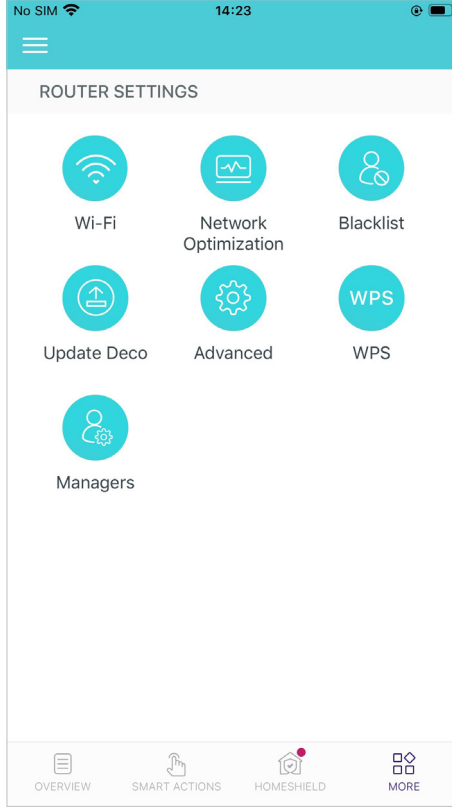 No SIM 14:23
ROUTER SETTINGS
Wi-Fi
Network
Optimization
Blacklist
Update Deco
Advanced
WPS
WPS
Managers
OVERVIEW
SMART ACTIONS
HOMESHIELD
MORE